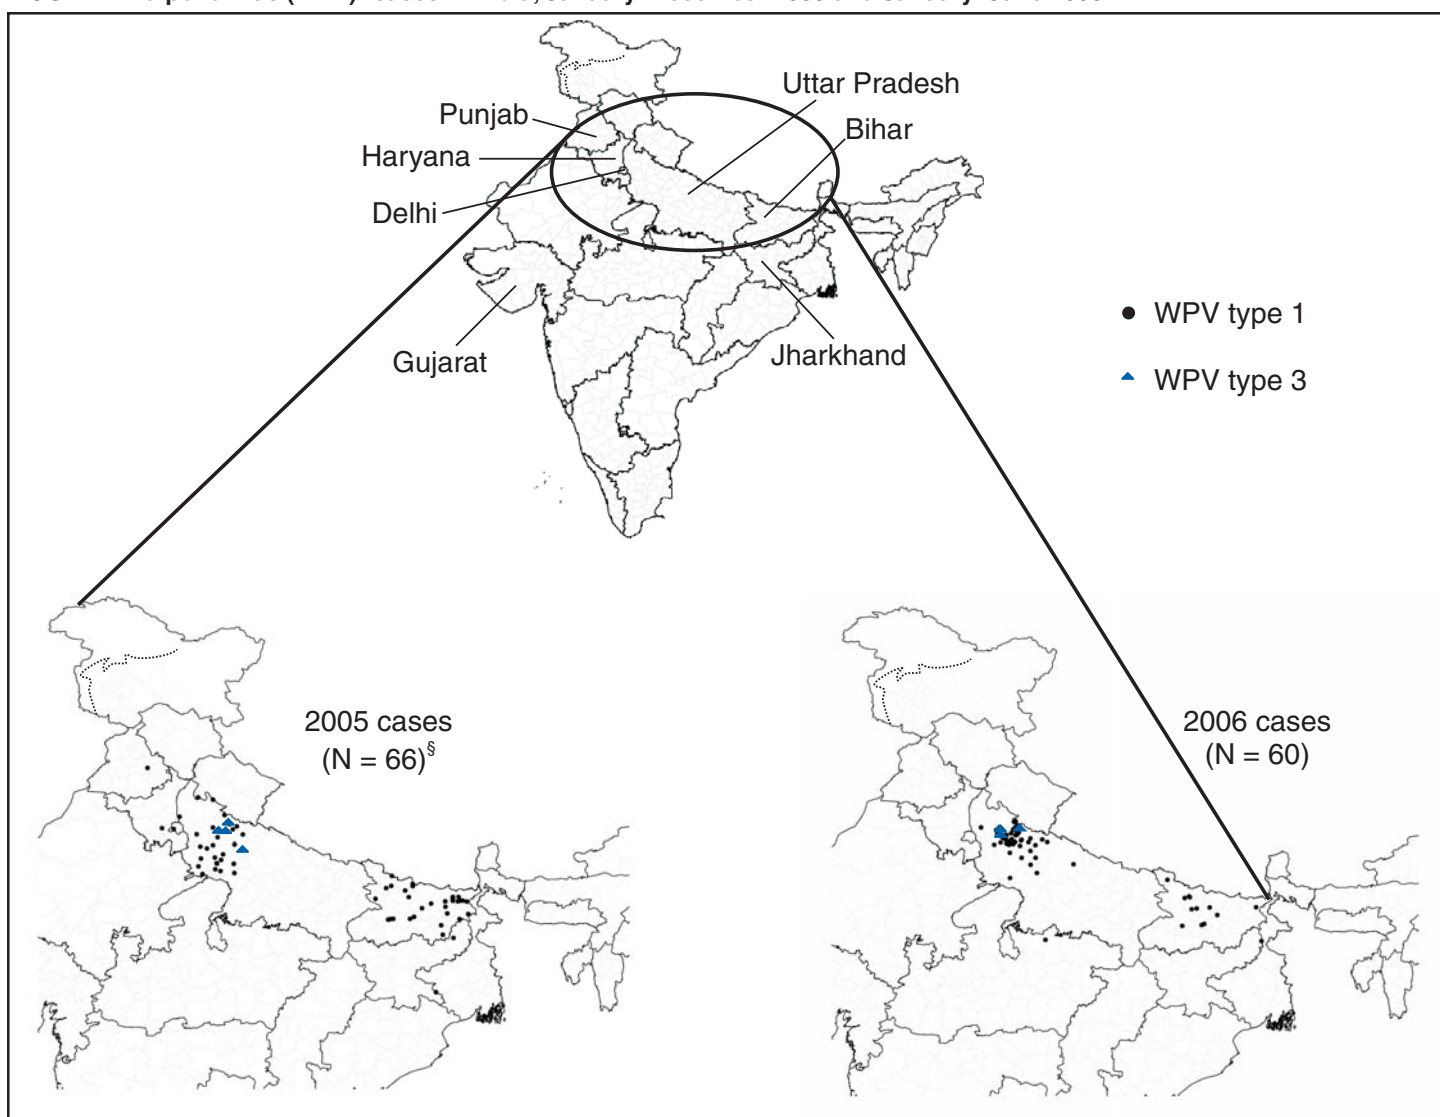 Uttar Pradesh
Punjab
Bihar
Haryana
Delhi
WPV type 1
Gujarat
Jharkhand
WPV type 3
2005 cases
(N = 66)§
2006 cases
(N = 60)